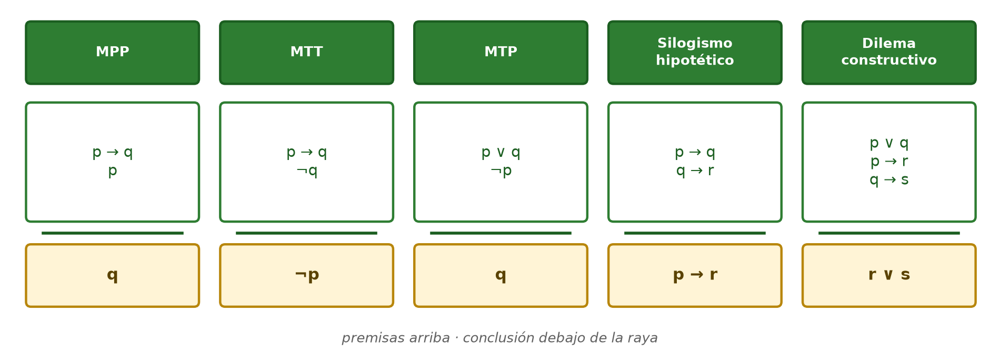 MPP
p → q
p
q
MTT
p → q
¬q
¬p
MTP
p ∨ q
¬p
q
Silogismo
hipotético
p → q
q → r
p → r
Dilema
constructivo
p ∨ q
p → r
q → s
r ∨ s
premisas arriba · conclusión debajo de la raya